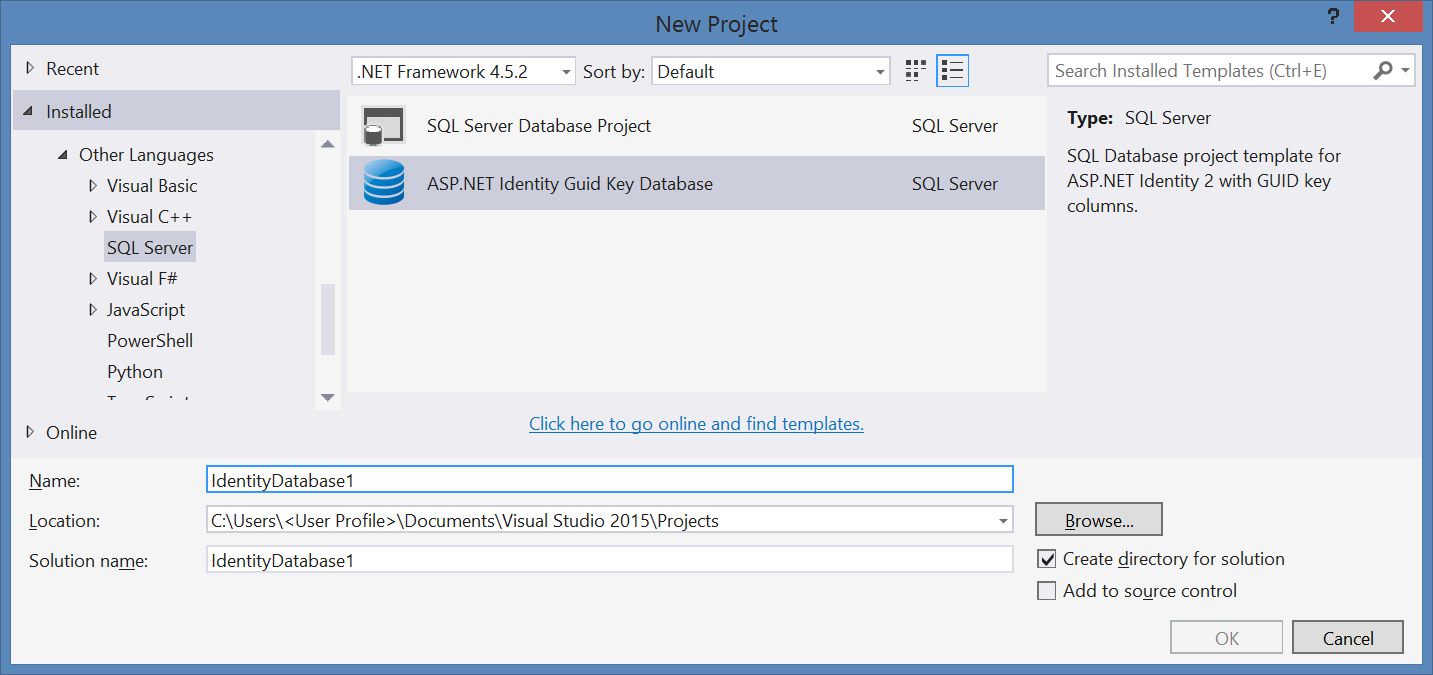 New Project
?
Recent
Installed
Other Languages
Visual Basic
Visual C++
SQL Server
Visual F#
JavaScript
PowerShell
Python
Online
.NET Framework 4.5.2
Sort by:
Default
SQL Server Database Project
SQL Server
ASP.NET Identity Guid Key Database
SQL Server
Click here to go online and find templates.
Search Installed Templates (Ctrl+E)
Type: SQL Server
SQL Database project template for
ASP.NET Identity 2 with GUID key
columns.
Name:
IdentityDatabase1
Location:
C:\Users\<User Profile>\Documents\Visual Studio 2015\Projects
Browse...
Solution name:
IdentityDatabase1
Create directory for solution
Add to source control
OK
Cancel